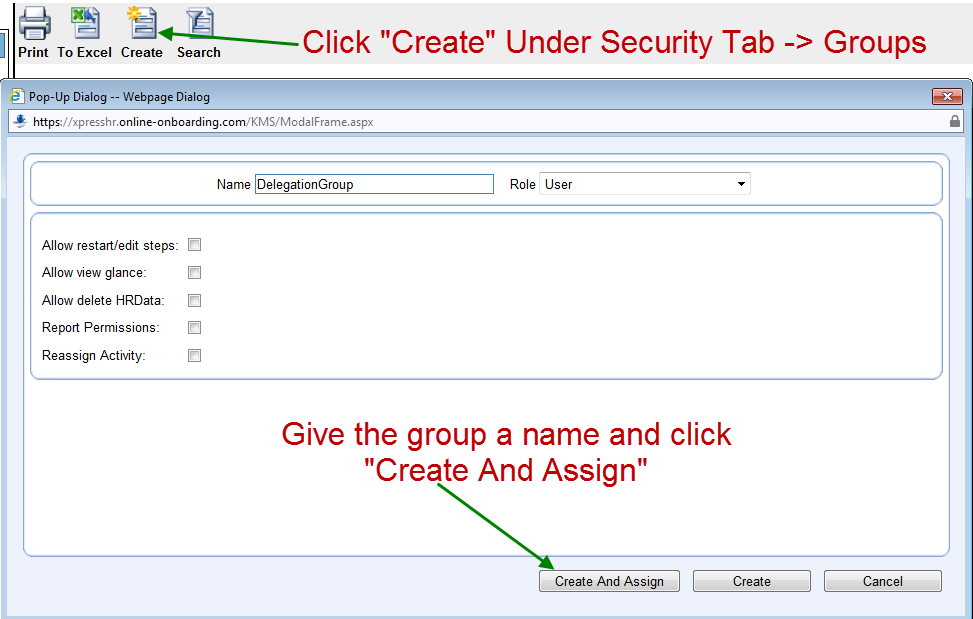 Print To Excel Create Search
Click "Create" Under Security Tab -> Groups
Pop-Up Dialog -- Webpage Dialog
https://xpresshr.online-onboarding.com/KMS/ModalFrame.aspx
Name DelegationGroup Role User
Allow restart/edit steps:
Allow view glance:
Allow delete HRData:
Report Permissions:
Reassign Activity:
Give the group a name and click
"Create And Assign"
Create And Assign Create Cancel